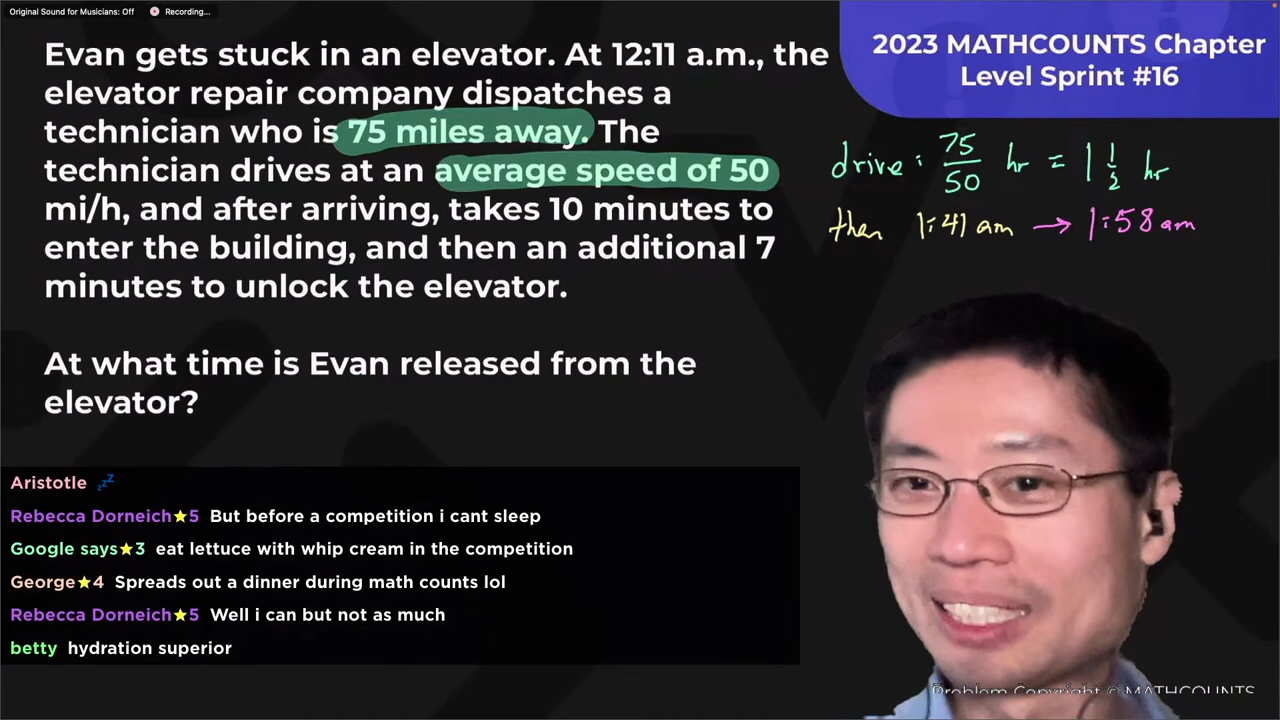 Original Sound for Musicians: Off
Recording...
Evan gets stuck in an elevator. At 12:11 a.m., the
elevator repair company dispatches a
technician who is 75 miles away. The
technician drives at an average speed of 50
mi/h, and after arriving, takes 10 minutes to
enter the building, and then an additional 7
minutes to unlock the elevator.
At what time is Evan released from the
elevator?
2023 MATHCOUNTS Chapter
Level Sprint #16
drive: 75/50 hr = 1 1/2 hr
then 1:41 am → 1:58 am
Aristotle 💤
Rebecca Dorneich⭐5 But before a competition i cant sleep
Google says⭐3 eat lettuce with whip cream in the competition
George⭐4 Spreads out a dinner during math counts lol
Rebecca Dorneich⭐5 Well i can but not as much
betty hydration superior
Problem Copyright © MATHCOUNTS